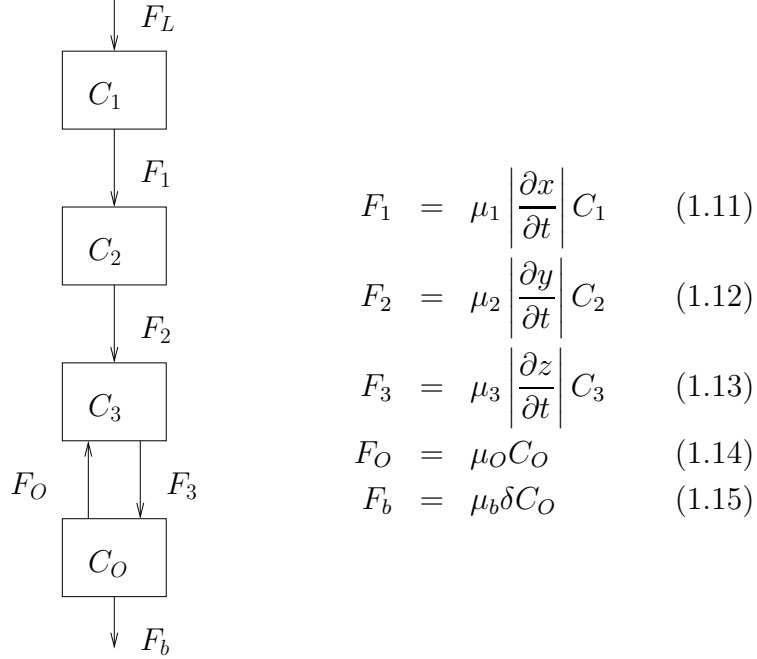 F_L
C_1
F_1
C_2
F_2
C_3
F_O F_3
C_O
F_b
F_1 = μ_1 |∂x/∂t| C_1 (1.11)
F_2 = μ_2 |∂y/∂t| C_2 (1.12)
F_3 = μ_3 |∂z/∂t| C_3 (1.13)
F_O = μ_O C_O (1.14)
F_b = μ_b δC_O (1.15)